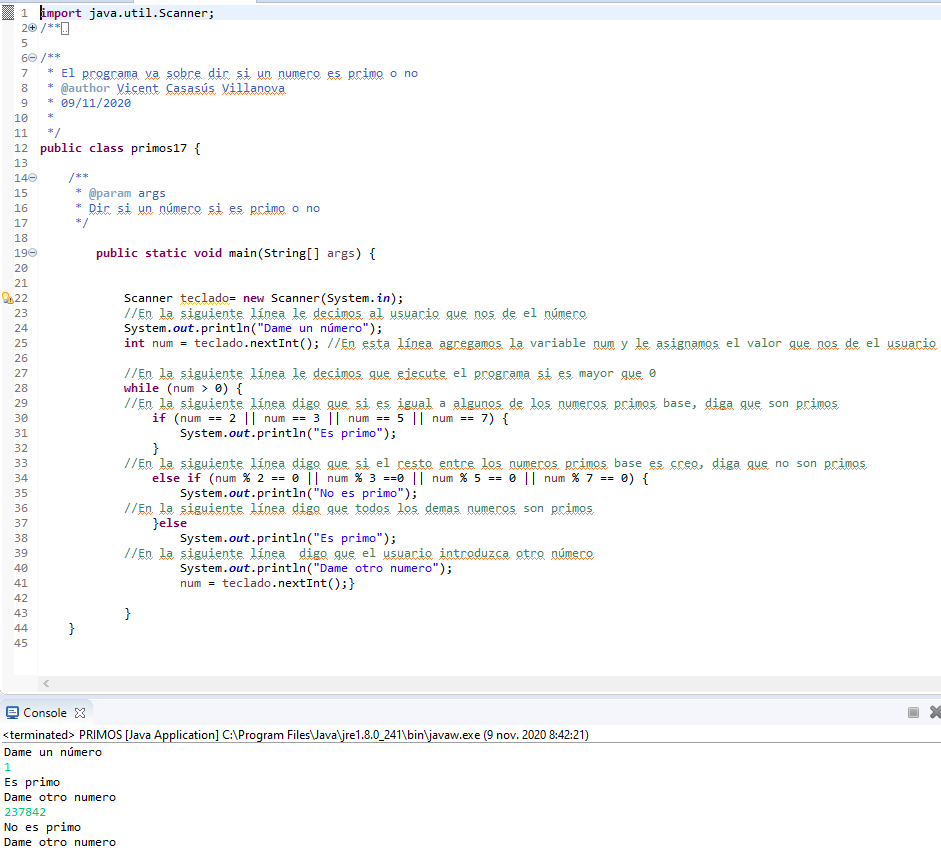 1 import java.util.Scanner;
2 /**
5
6 /**
7 * El programa va sobre dir si un numero es primo o no
8 * @author Vicent Casasús Villanova
9 * 09/11/2020
10 *
11 */
12 public class primos17 {
13
14 /**
15 * @param args
16 * Dir si un número si es primo o no
17 */
18
19 public static void main(String[] args) {
20
21
22 Scanner teclado= new Scanner(System.in);
23 //En la siguiente línea le decimos al usuario que nos de el número
24 System.out.println("Dame un número");
25 int num = teclado.nextInt(); //En esta línea agregamos la variable num y le asignamos el valor que nos de el usuario
26
27 //En la siguiente línea le decimos que ejecute el programa si es mayor que 0
28 while (num > 0) {
29 //En la siguiente línea digo que si es igual a algunos de los numeros primos base, diga que son primos
30 if (num == 2 || num == 3 || num == 5 || num == 7) {
31 System.out.println("Es primo");
32 }
33 //En la siguiente línea digo que si el resto entre los numeros primos base es creo, diga que no son primos
34 else if (num % 2 == 0 || num % 3 ==0 || num % 5 == 0 || num % 7 == 0) {
35 System.out.println("No es primo");
36 //En la siguiente línea digo que todos los demas numeros son primos
37 }else
38 System.out.println("Es primo");
39 //En la siguiente línea  digo que el usuario introduzca otro número
40 System.out.println("Dame otro numero");
41 num = teclado.nextInt();}
42
43 }
44 }
45
Console
<terminated> PRIMOS [Java Application] C:\Program Files\Java\jre1.8.0_241\bin\javaw.exe (9 nov. 2020 8:42:21)
Dame un número
1
Es primo
Dame otro numero
237842
No es primo
Dame otro numero